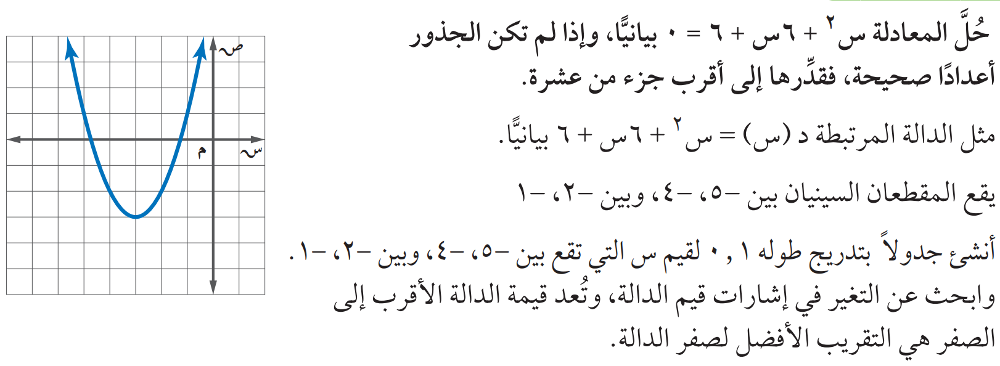 حُلَّ المعادلة س٢ + ٦س + ٦ = ٠ بيانيًّا، وإذا لم تكن الجذور
أعدادًا صحيحة، فقدِّرها إلى أقرب جزء من عشرة.
مثل الدالة المرتبطة د (س) = س٢ + ٦س + ٦ بيانيًّا.
يقع المقطعان السينيان بين –٥، –٤، وبين –٢، –١
أنشئ جدولاً بتدريج طوله ٠,١ لقيم س التي تقع بين –٥، –٤، وبين –٢، –١.
وابحث عن التغير في إشارات قيم الدالة، وتُعد قيمة الدالة الأقرب إلى
الصفر هي التقريب الأفضل لصفر الدالة.
ص
م
س